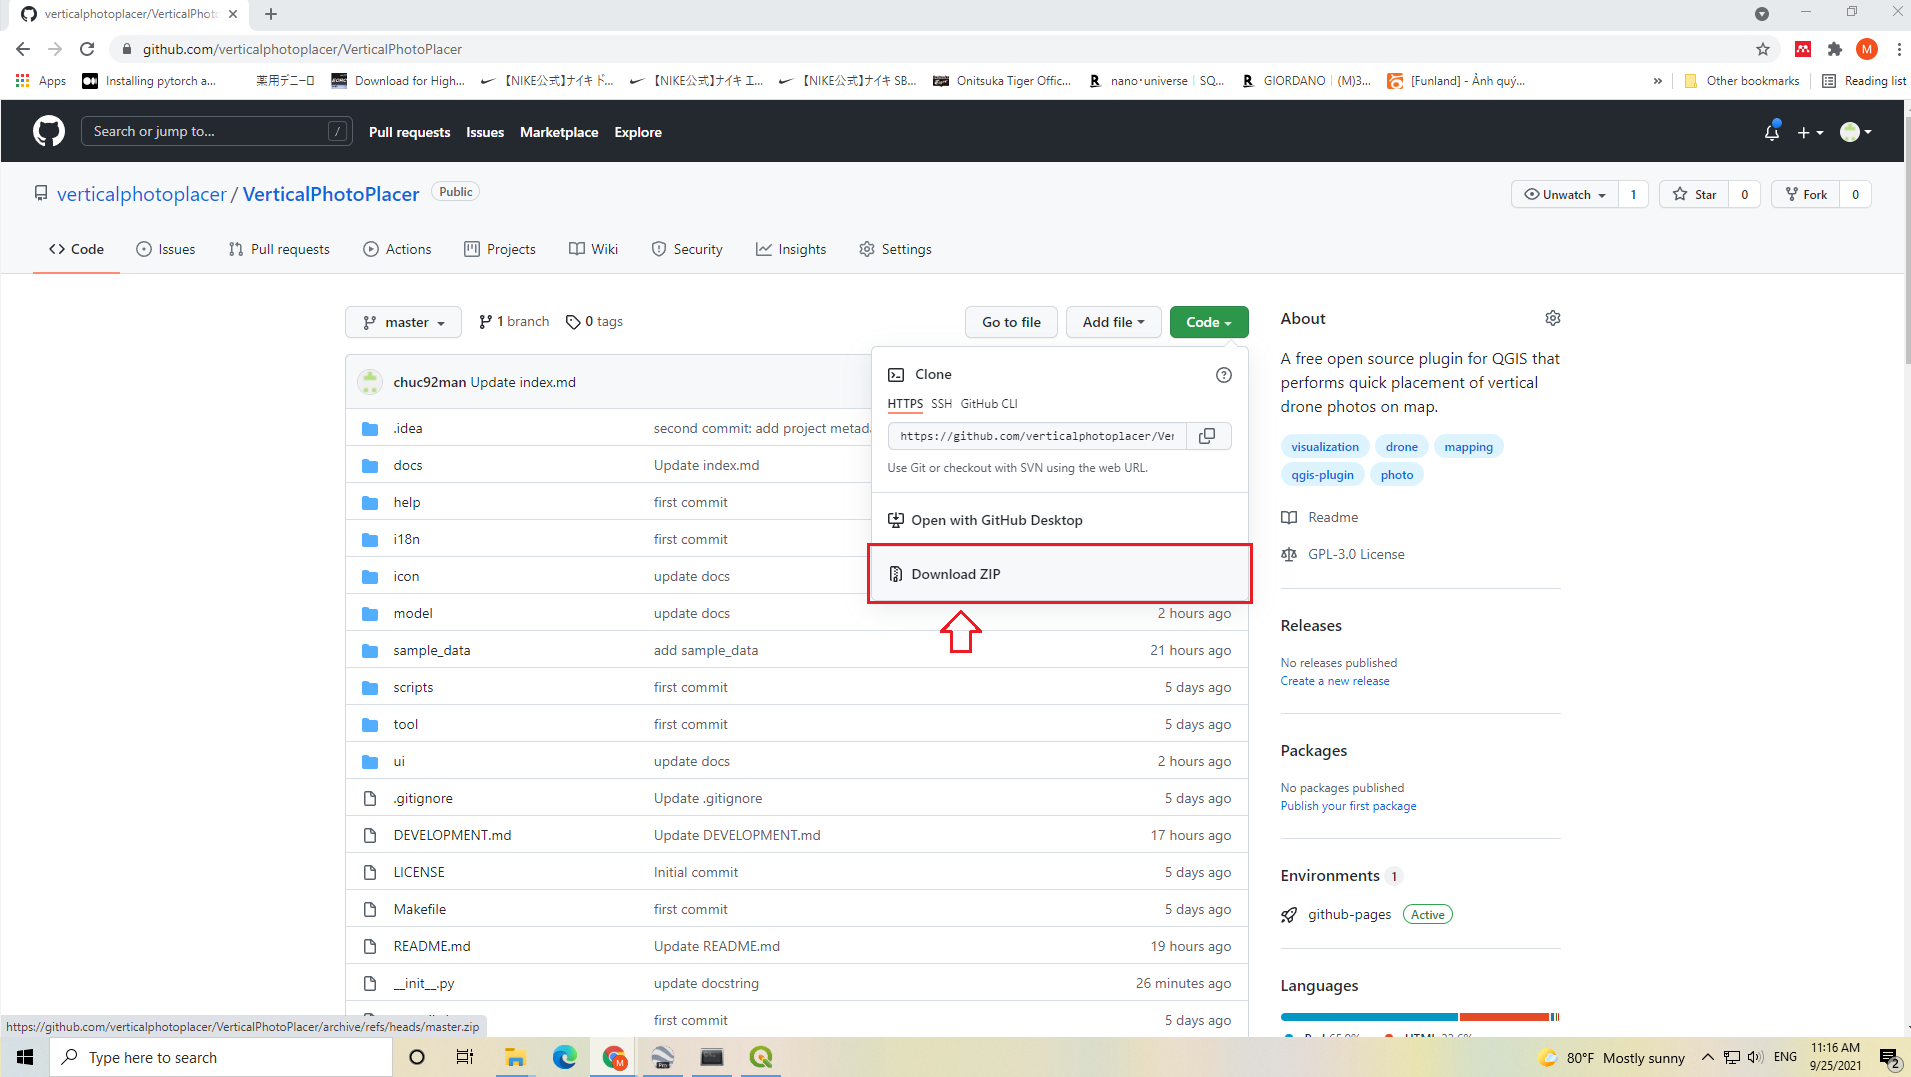 verticalphotoplacer/VerticalPhoto
github.com/verticalphotoplacer/VerticalPhotoPlacer
M
Apps
Installing pytorch a...
薬用デニーロ
Download for High...
【NIKE公式】ナイキ ド...
【NIKE公式】ナイキ エ...
【NIKE公式】ナイキ SB...
Onitsuka Tiger Offic...
nano・universe｜SQ...
GIORDANO｜(M)3...
[Funland] - Ảnh quý...
»
Other bookmarks
Reading list
Search or jump to...
/
Pull requests
Issues
Marketplace
Explore
verticalphotoplacer / VerticalPhotoPlacer
Public
Unwatch
1
Star
0
Fork
0
Code
Issues
Pull requests
Actions
Projects
Wiki
Security
Insights
Settings
master
1 branch
0 tags
Go to file
Add file
Code
chuc92man Update index.md
Clone
HTTPS SSH GitHub CLI
https://github.com/verticalphotoplacer/Ver
Use Git or checkout with SVN using the web URL.
Open with GitHub Desktop
Download ZIP
.idea second commit: add project metad
docs Update index.md
help first commit
i18n first commit
icon update docs
model update docs 2 hours ago
sample_data add sample_data 21 hours ago
scripts first commit 5 days ago
tool first commit 5 days ago
ui update docs 2 hours ago
.gitignore Update .gitignore 5 days ago
DEVELOPMENT.md Update DEVELOPMENT.md 17 hours ago
LICENSE Initial commit 5 days ago
Makefile first commit 5 days ago
README.md Update README.md 19 hours ago
__init__.py update docstring 26 minutes ago
first commit 5 days ago
About
A free open source plugin for QGIS that
performs quick placement of vertical
drone photos on map.
visualization drone mapping
qgis-plugin photo
Readme
GPL-3.0 License
Releases
No releases published
Create a new release
Packages
No packages published
Publish your first package
Environments 1
github-pages Active
Languages
https://github.com/verticalphotoplacer/VerticalPhotoPlacer/archive/refs/heads/master.zip
Type here to search
M
80°F Mostly sunny
ENG
11:16 AM
9/25/2021
2